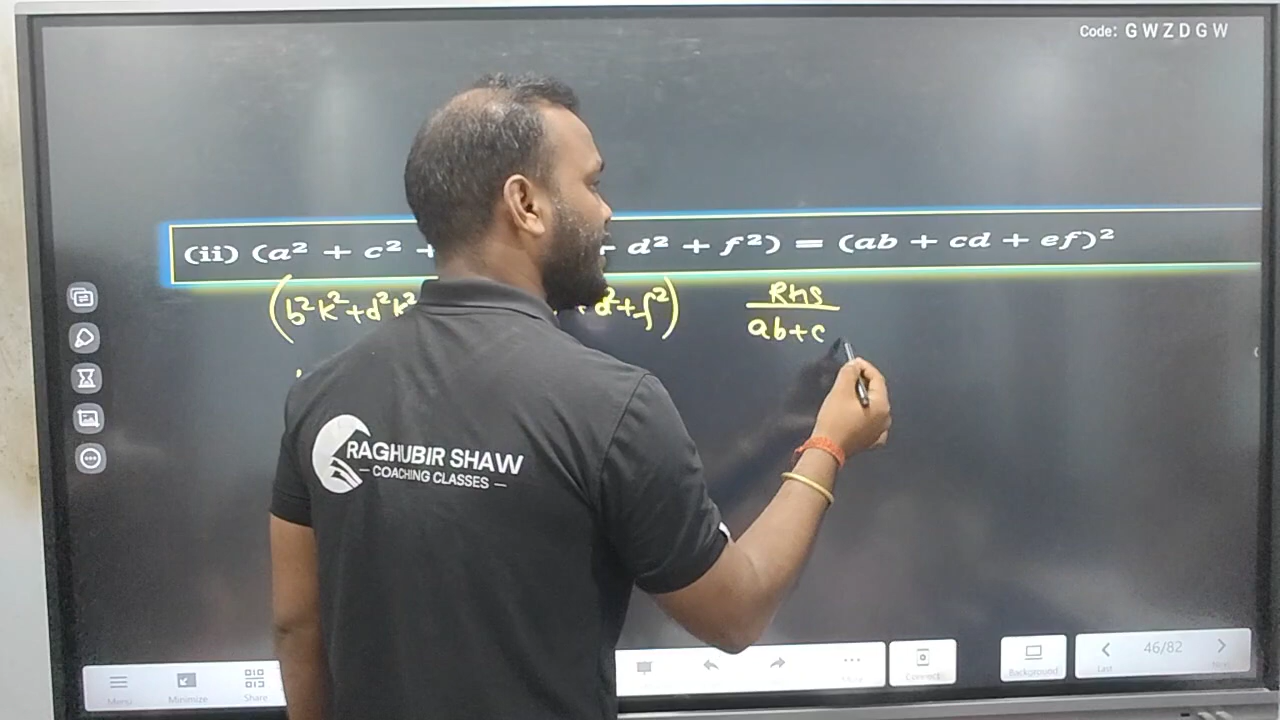 Code: GWZDGW
(ii) (a² + c² + d² + f²) = (ab + cd + ef)²
(b²k²+d²k² +d²+f²) Rhs
ab+c
RAGHUBIR SHAW
— COACHING CLASSES —
Menu Minimize Share More Connect Background Last 46/82 Next